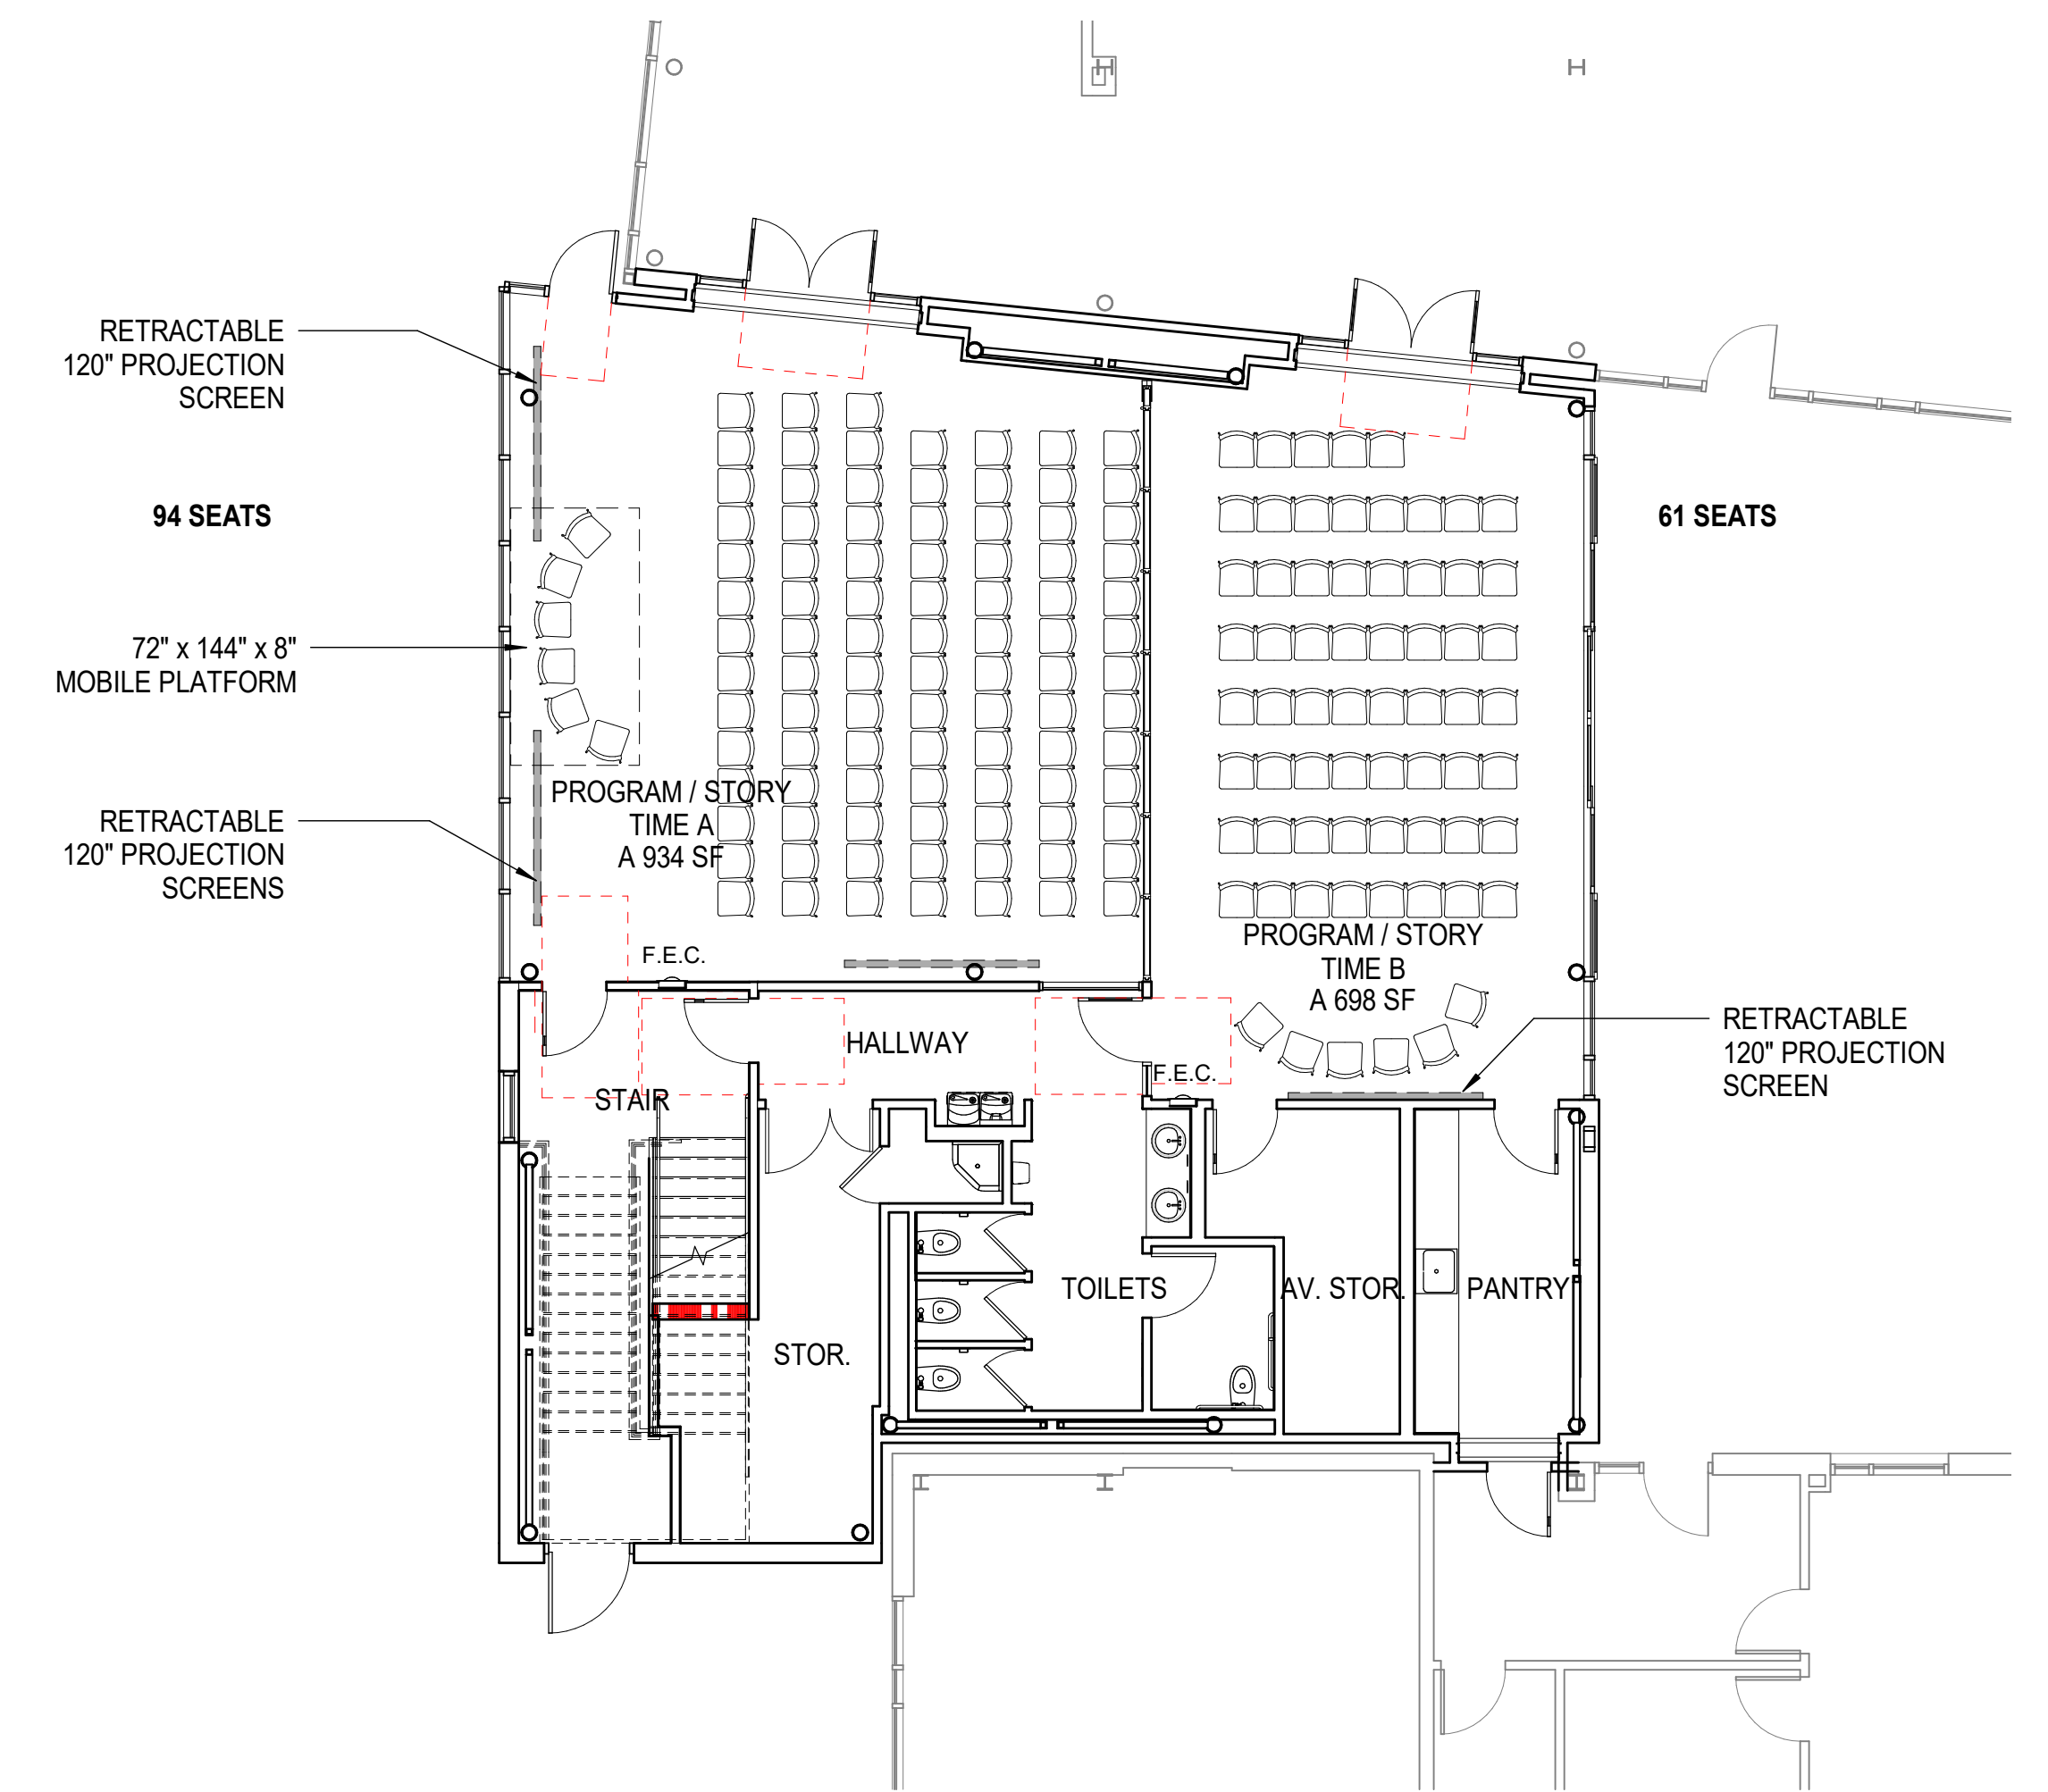 RETRACTABLE
120" PROJECTION
SCREEN
94 SEATS
72" x 144" x 8"
MOBILE PLATFORM
RETRACTABLE
120" PROJECTION
SCREENS
PROGRAM / STORY
TIME A
A 934 SF
F.E.C.
61 SEATS
PROGRAM / STORY
TIME B
A 698 SF
RETRACTABLE
120" PROJECTION
SCREEN
HALLWAY
F.E.C.
STAIR
TOILETS
AV. STOR.
PANTRY
STOR.